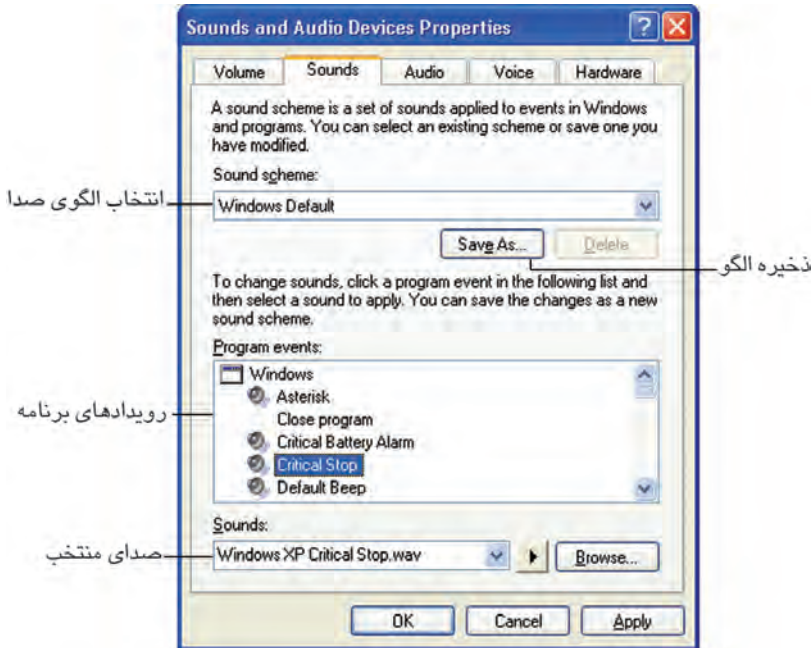 Sounds and Audio Devices Properties
Volume
Sounds
Audio
Voice
Hardware
A sound scheme is a set of sounds applied to events in Windows
and programs. You can select an existing scheme or save one you
have modified.
Sound scheme:
انتخاب الگوی صدا
Windows Default
Save As...
Delete
ذخیره الگو
To change sounds, click a program event in the following list and
then select a sound to apply. You can save the changes as a new
sound scheme.
Program events:
Windows
Asterisk
رویدادهای برنامه
Close program
Critical Battery Alarm
Critical Stop
Default Beep
Sounds:
صدای منتخب
Windows XP Critical Stop.wav
Browse...
OK
Cancel
Apply